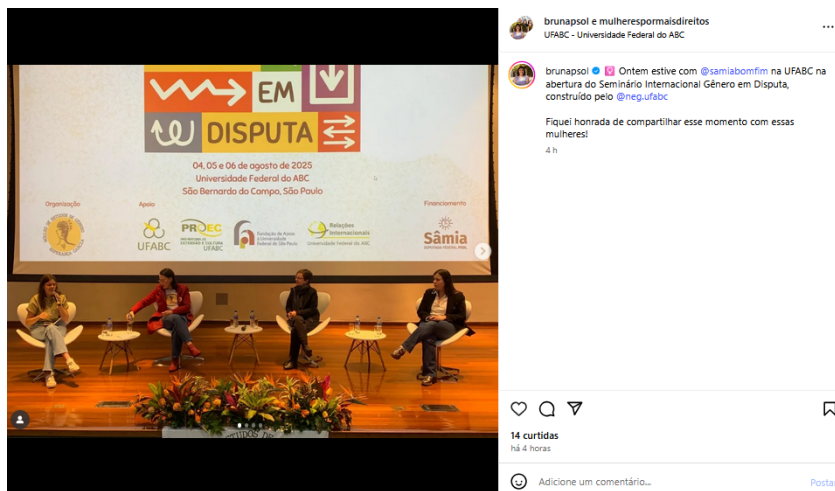 EM
DISPUTA
04, 05 e 06 de agosto de 2025
Universidade Federal do ABC
São Bernardo do Campo, São Paulo
Organização
Apoio
Financiamento
UFABC
PROEC
UFABC
Fundação de Apoio
à Universidade
Federal de São Paulo
Relações
Internacionais
Universidade Federal do ABC
Sâmia
brunapsol e mulherespormaisdireitos
UFABC - Universidade Federal do ABC
brunapsol Ontem estive com @samiabomfim na UFABC na
abertura do Seminário Internacional Gênero em Disputa,
construído pelo @neg.ufabc
Fiquei honrada de compartilhar esse momento com essas
mulheres!
4 h
14 curtidas
há 4 horas
Adicione um comentário...
Postar